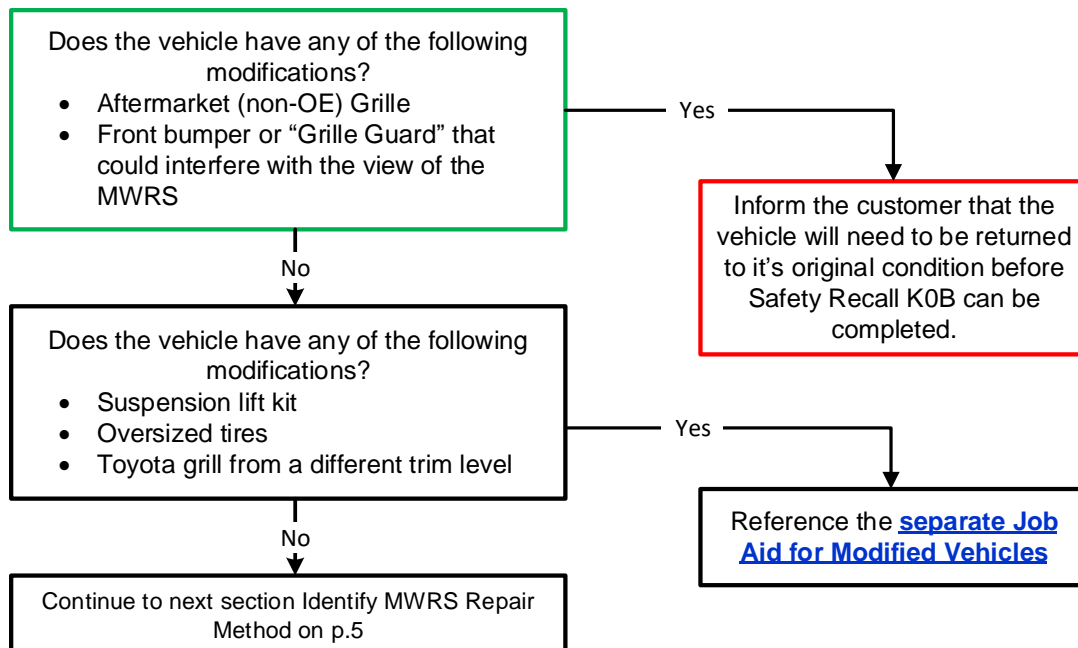 Does the vehicle have any of the following
modifications?
• Aftermarket (non-OE) Grille
• Front bumper or “Grille Guard” that
could interfere with the view of the
MWRS
Yes
Inform the customer that the
vehicle will need to be returned
to it’s original condition before
Safety Recall K0B can be
completed.
No
Does the vehicle have any of the following
modifications?
• Suspension lift kit
• Oversized tires
• Toyota grill from a different trim level
Yes
Reference the separate Job
Aid for Modified Vehicles
No
Continue to next section Identify MWRS Repair
Method on p.5